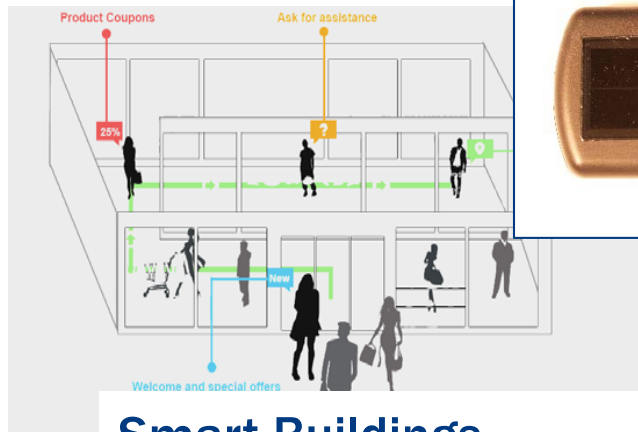 Product Coupons
Ask for assistance
25%
?
New
Welcome and special offers
Smart Buildings